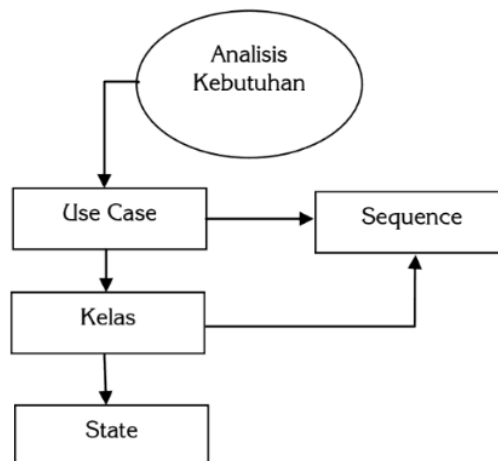 Analisis
Kebutuhan
Use Case
Sequence
Kelas
State